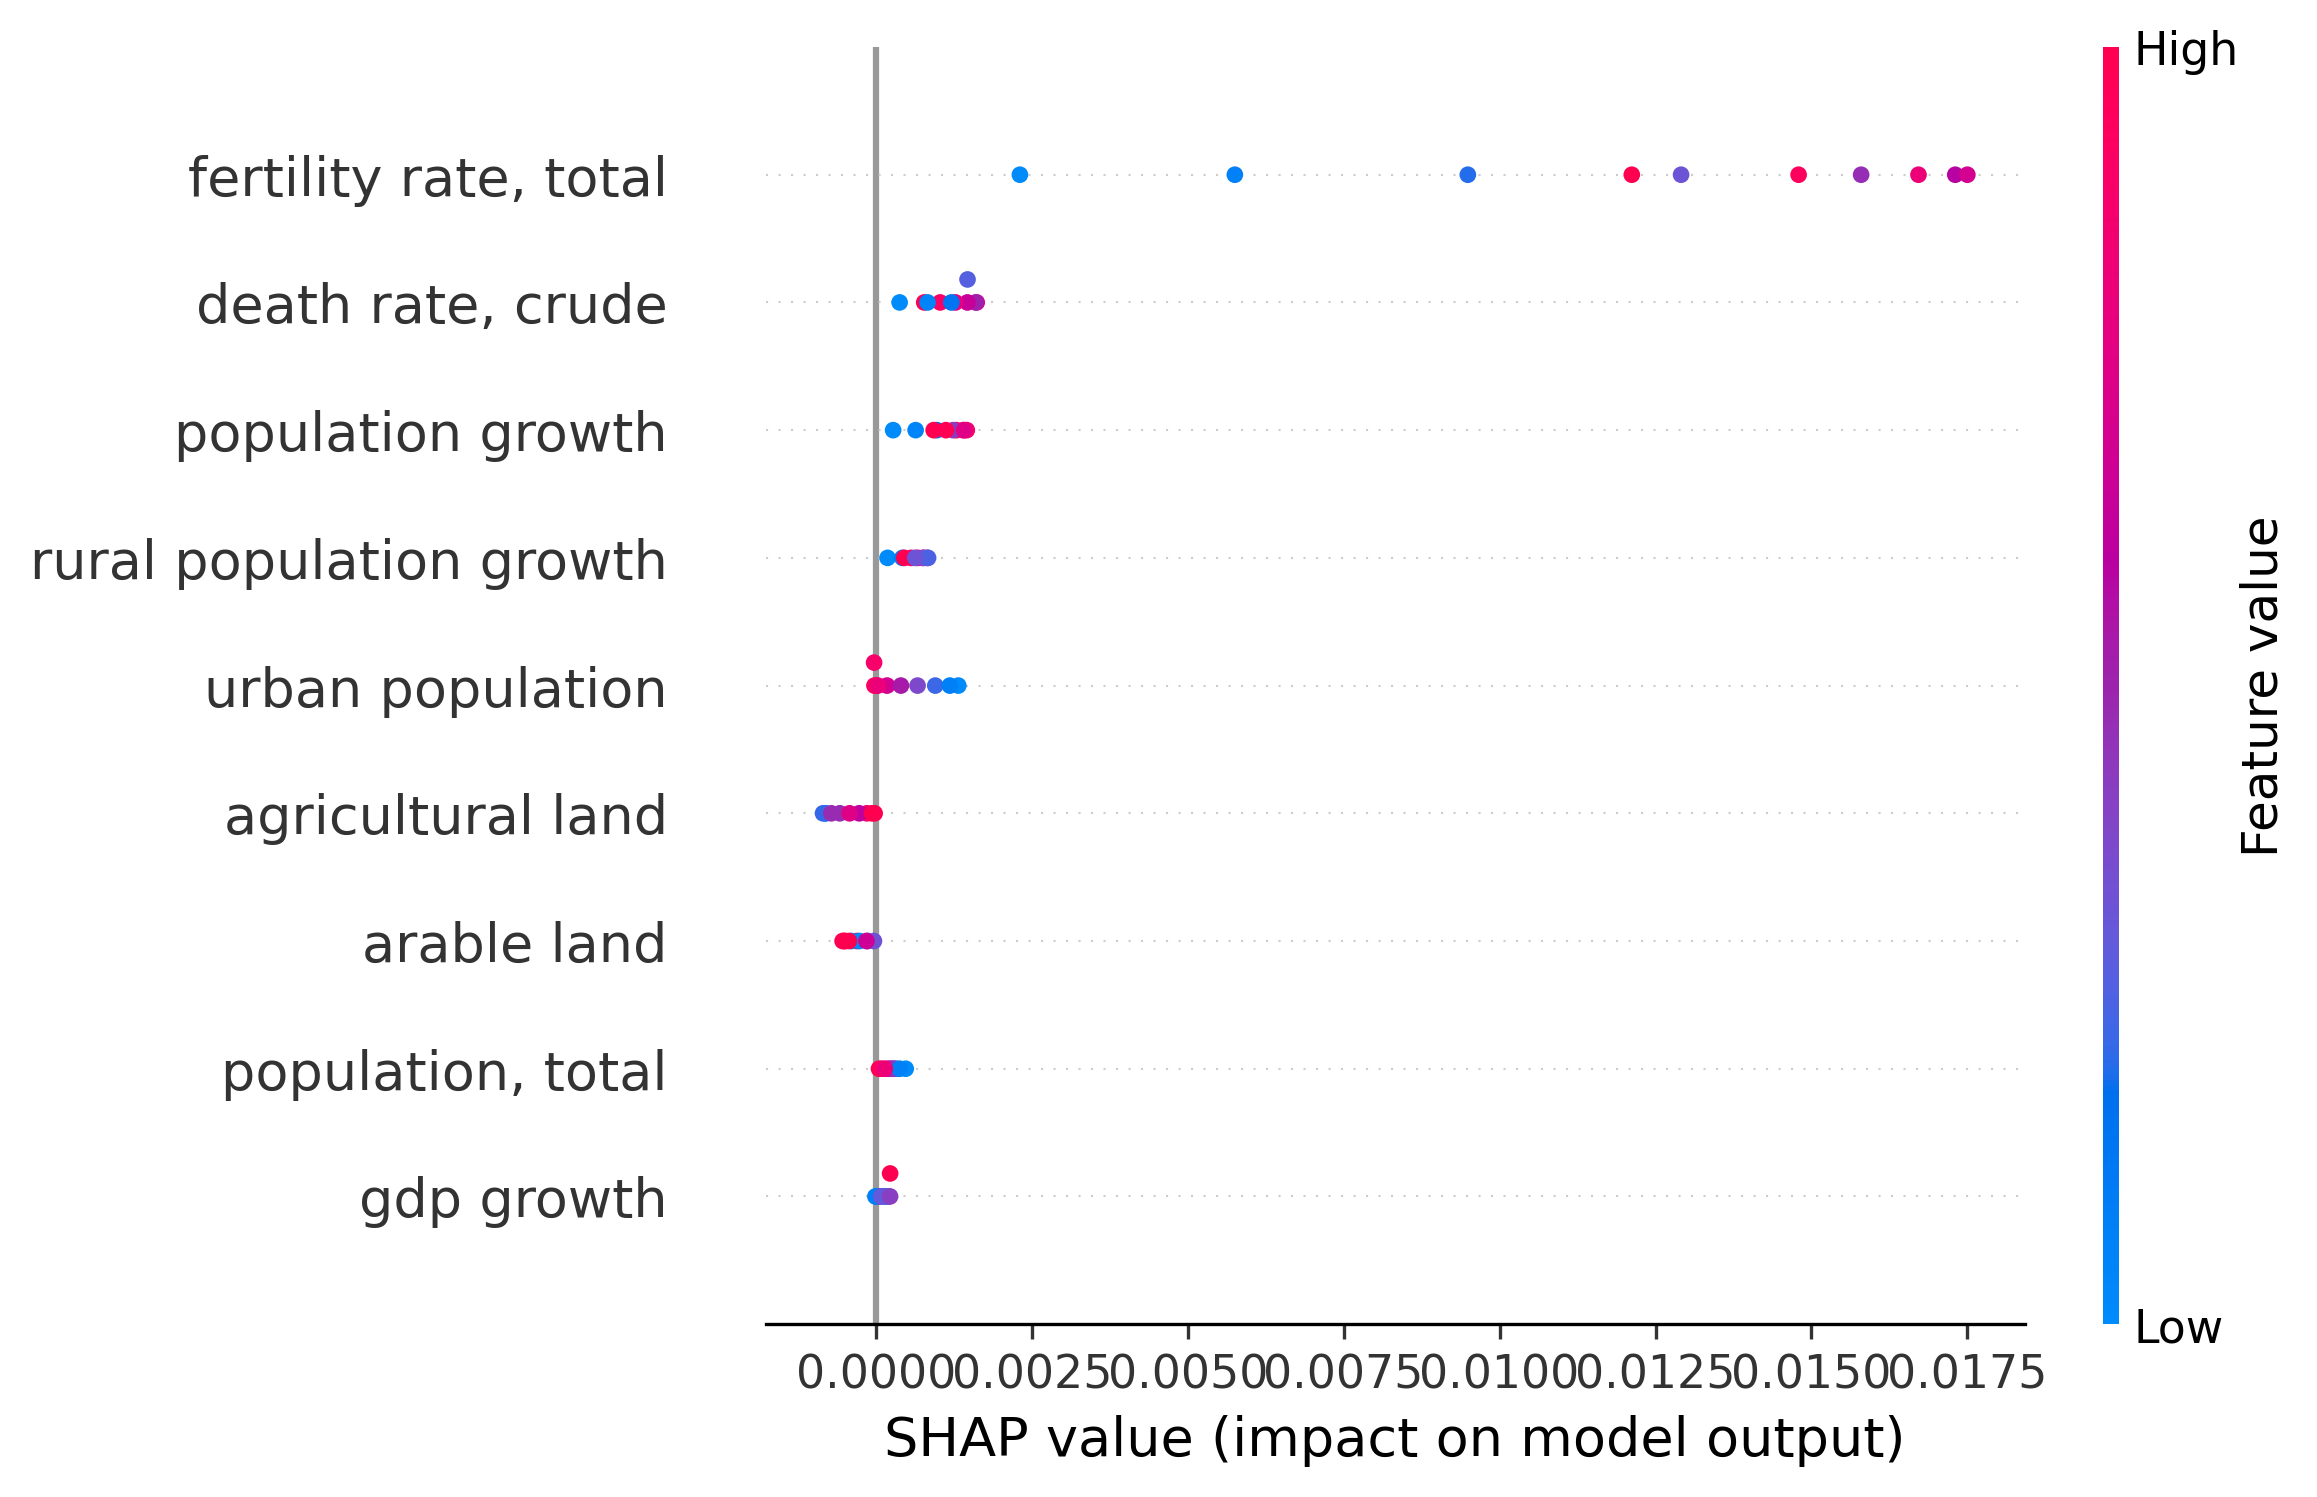 High
fertility rate, total
death rate, crude
population growth
rural population growth
urban population
agricultural land
arable land
population, total
gdp growth
Feature value
Low
0.0000 0.0025 0.0050 0.0075 0.0100 0.0125 0.0150 0.0175
SHAP value (impact on model output)